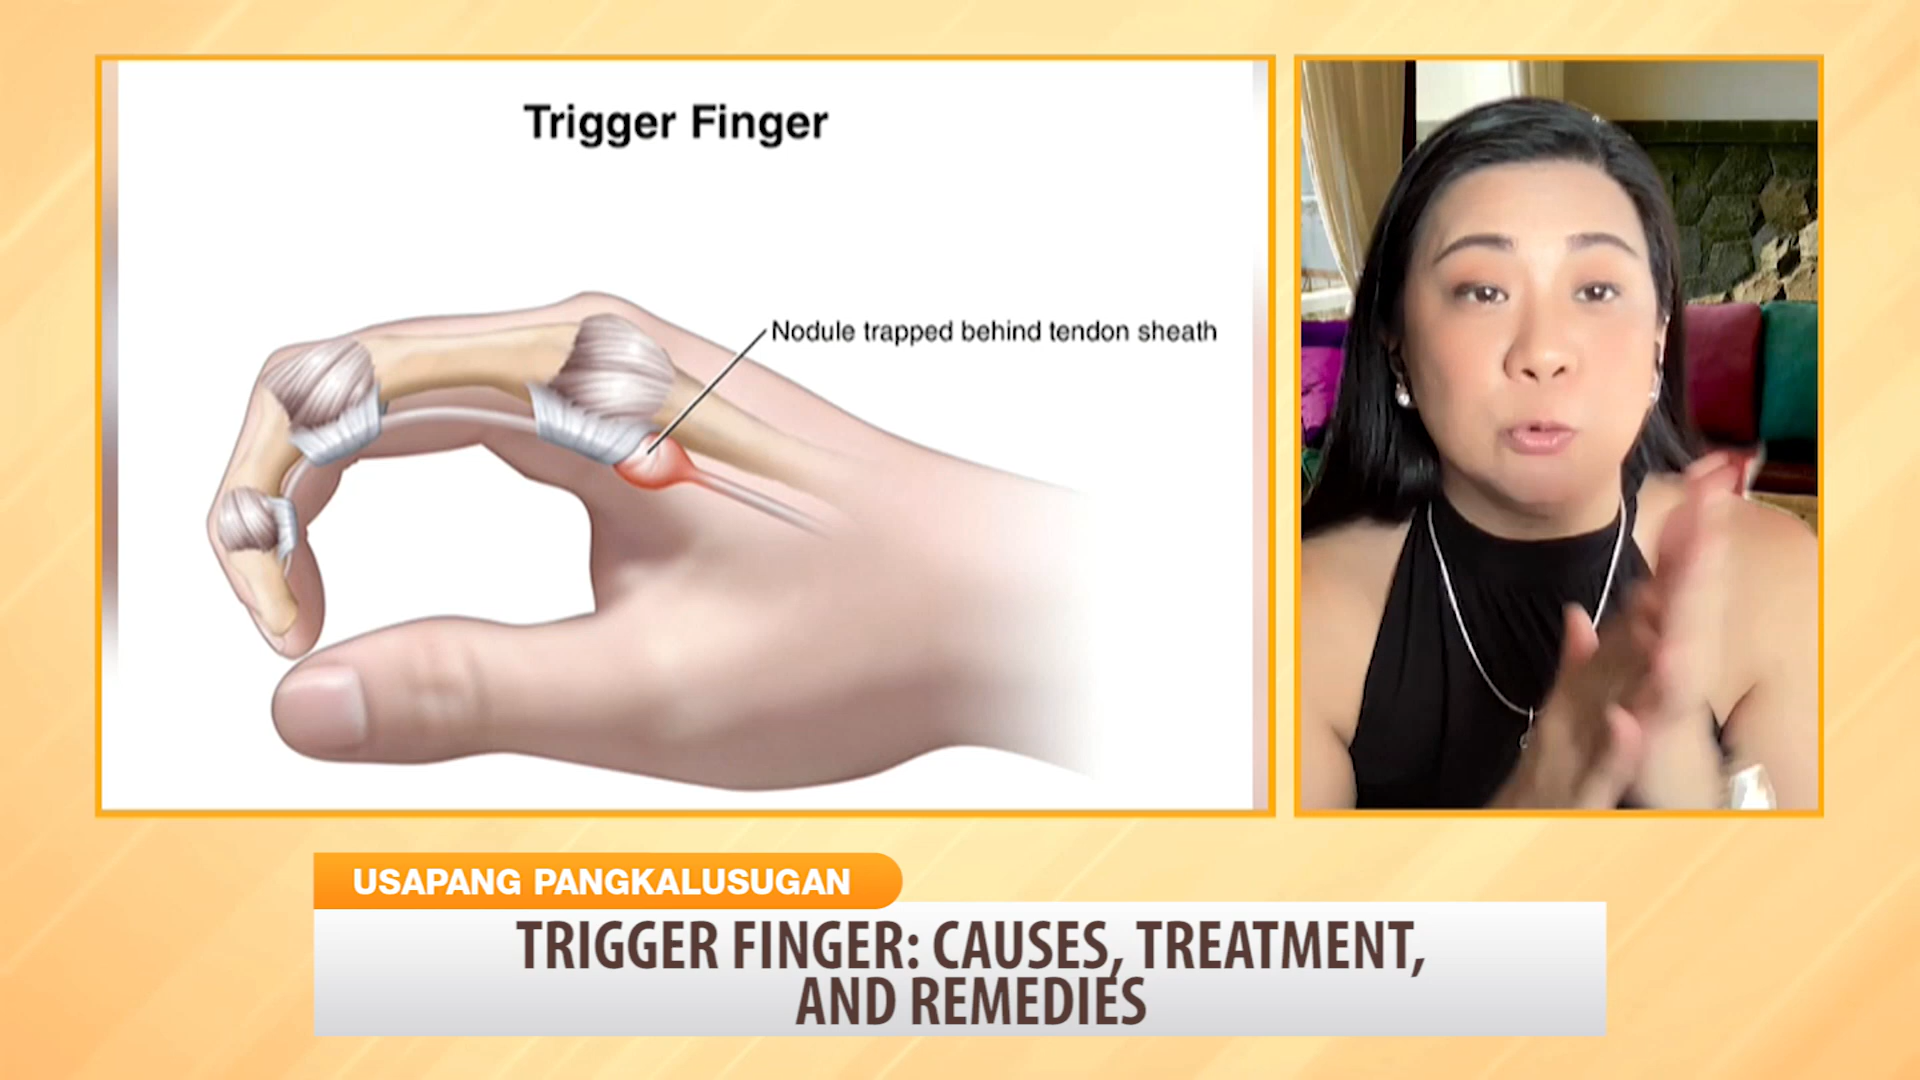 Trigger Finger
Nodule trapped behind tendon sheath
USAPANG PANGKALUSUGAN
TRIGGER FINGER: CAUSES, TREATMENT,
AND REMEDIES